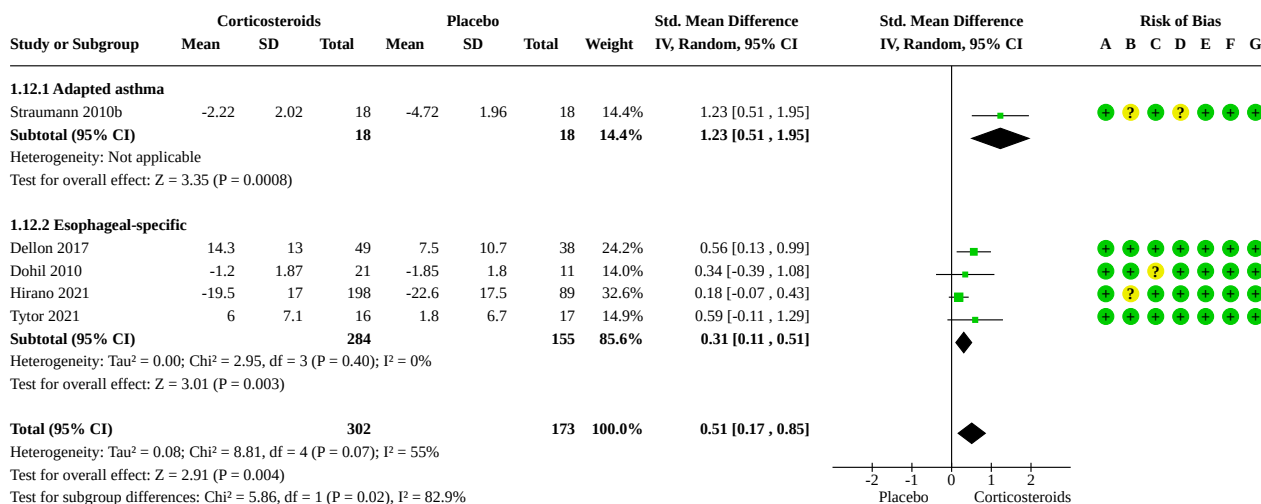 Corticosteroids Placebo Std. Mean Difference Std. Mean Difference Risk of Bias
Study or Subgroup Mean SD Total Mean SD Total Weight IV, Random, 95% CI IV, Random, 95% CI A B C D E F G
1.12.1 Adapted asthma
Straumann 2010b -2.22 2.02 18 -4.72 1.96 18 14.4% 1.23 [0.51 , 1.95] + ? + ? + + +
Subtotal (95% CI) 18 18 14.4% 1.23 [0.51 , 1.95]
Heterogeneity: Not applicable
Test for overall effect: Z = 3.35 (P = 0.0008)
1.12.2 Esophageal-specific
Dellon 2017 14.3 13 49 7.5 10.7 38 24.2% 0.56 [0.13 , 0.99] + + + + + + +
Dohil 2010 -1.2 1.87 21 -1.85 1.8 11 14.0% 0.34 [-0.39 , 1.08] + + ? + + + +
Hirano 2021 -19.5 17 198 -22.6 17.5 89 32.6% 0.18 [-0.07 , 0.43] + ? + + + + +
Tytor 2021 6 7.1 16 1.8 6.7 17 14.9% 0.59 [-0.11 , 1.29] + + + + + + +
Subtotal (95% CI) 284 155 85.6% 0.31 [0.11 , 0.51]
Heterogeneity: Tau² = 0.00; Chi² = 2.95, df = 3 (P = 0.40); I² = 0%
Test for overall effect: Z = 3.01 (P = 0.003)
Total (95% CI) 302 173 100.0% 0.51 [0.17 , 0.85]
Heterogeneity: Tau² = 0.08; Chi² = 8.81, df = 4 (P = 0.07); I² = 55%
Test for overall effect: Z = 2.91 (P = 0.004)
-2 -1 0 1 2
Test for subgroup differences: Chi² = 5.86, df = 1 (P = 0.02), I² = 82.9%
Placebo Corticosteroids